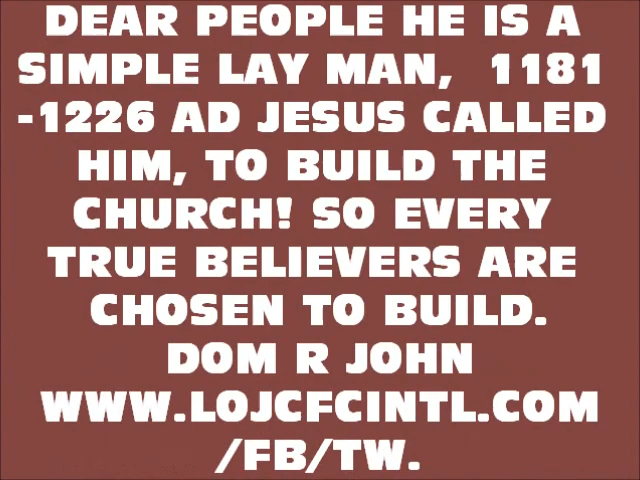 DEAR PEOPLE HE IS A
SIMPLE LAY MAN, 1181
-1226 AD JESUS CALLED
HIM, TO BUILD THE
CHURCH! SO EVERY
TRUE BELIEVERS ARE
CHOSEN TO BUILD.
DOM R JOHN
WWW.LOJCFCINTL.COM
/FB/TW.